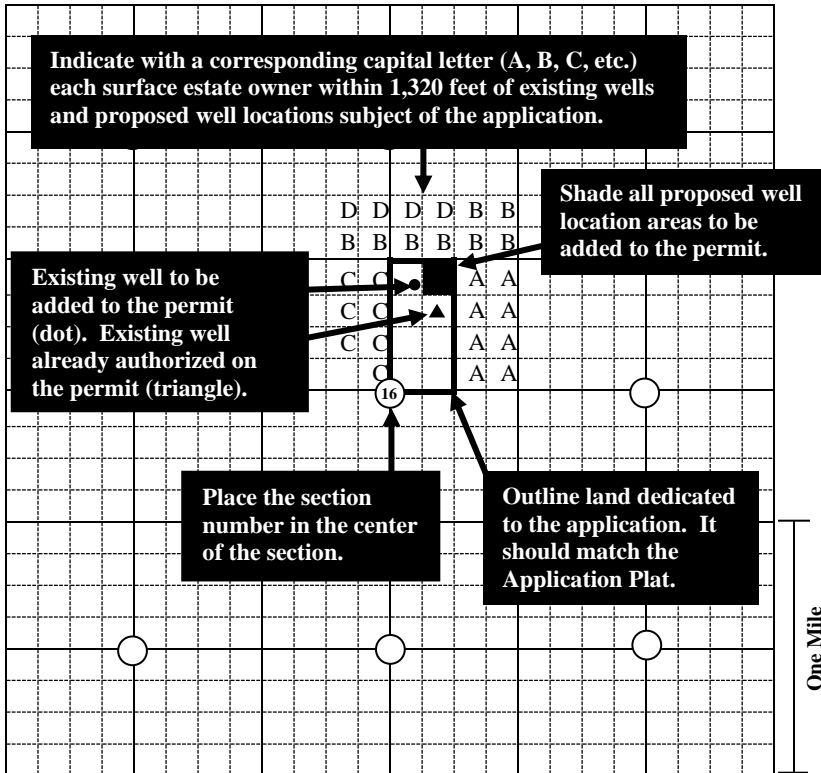 Indicate with a corresponding capital letter (A, B, C, etc.)
each surface estate owner within 1,320 feet of existing wells
and proposed well locations subject of the application.
Shade all proposed well
location areas to be
added to the permit.
D D D D B B
B B B B B B
Existing well to be
added to the permit
(dot). Existing well
already authorized on
the permit (triangle).
C C A A
C C A A
C C A A
C A A
16
Place the section
number in the center
of the section.
Outline land dedicated
to the application. It
should match the
Application Plat.
One Mile